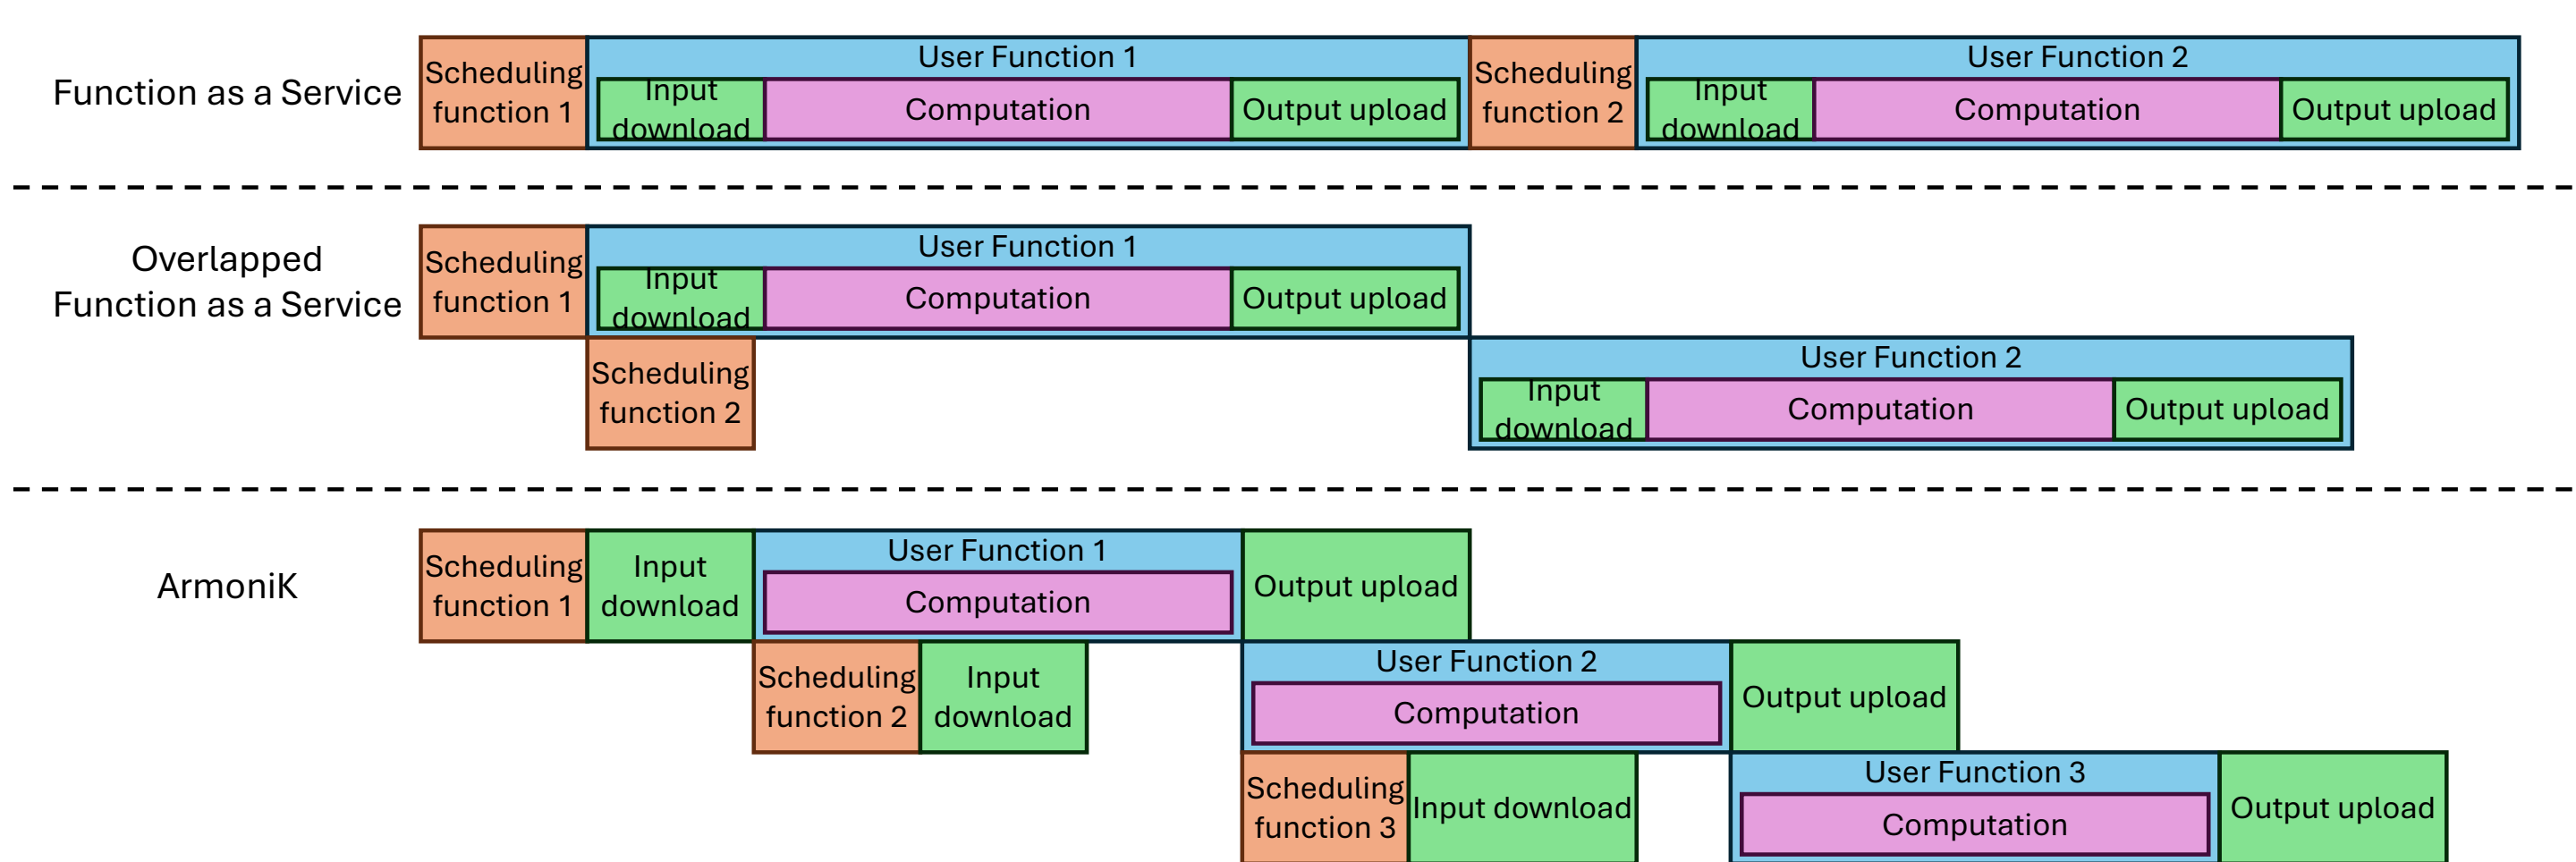 Function as a Service
Scheduling
function 1
User Function 1
Input
download
Computation
Output upload
Scheduling
function 2
User Function 2
Input
download
Computation
Output upload
Overlapped
Function as a Service
Scheduling
function 1
User Function 1
Input
download
Computation
Output upload
Scheduling
function 2
User Function 2
Input
download
Computation
Output upload
ArmoniK
Scheduling
function 1
Input
download
User Function 1
Computation
Output upload
Scheduling
function 2
Input
download
User Function 2
Computation
Output upload
Scheduling
function 3
Input download
User Function 3
Computation
Output upload